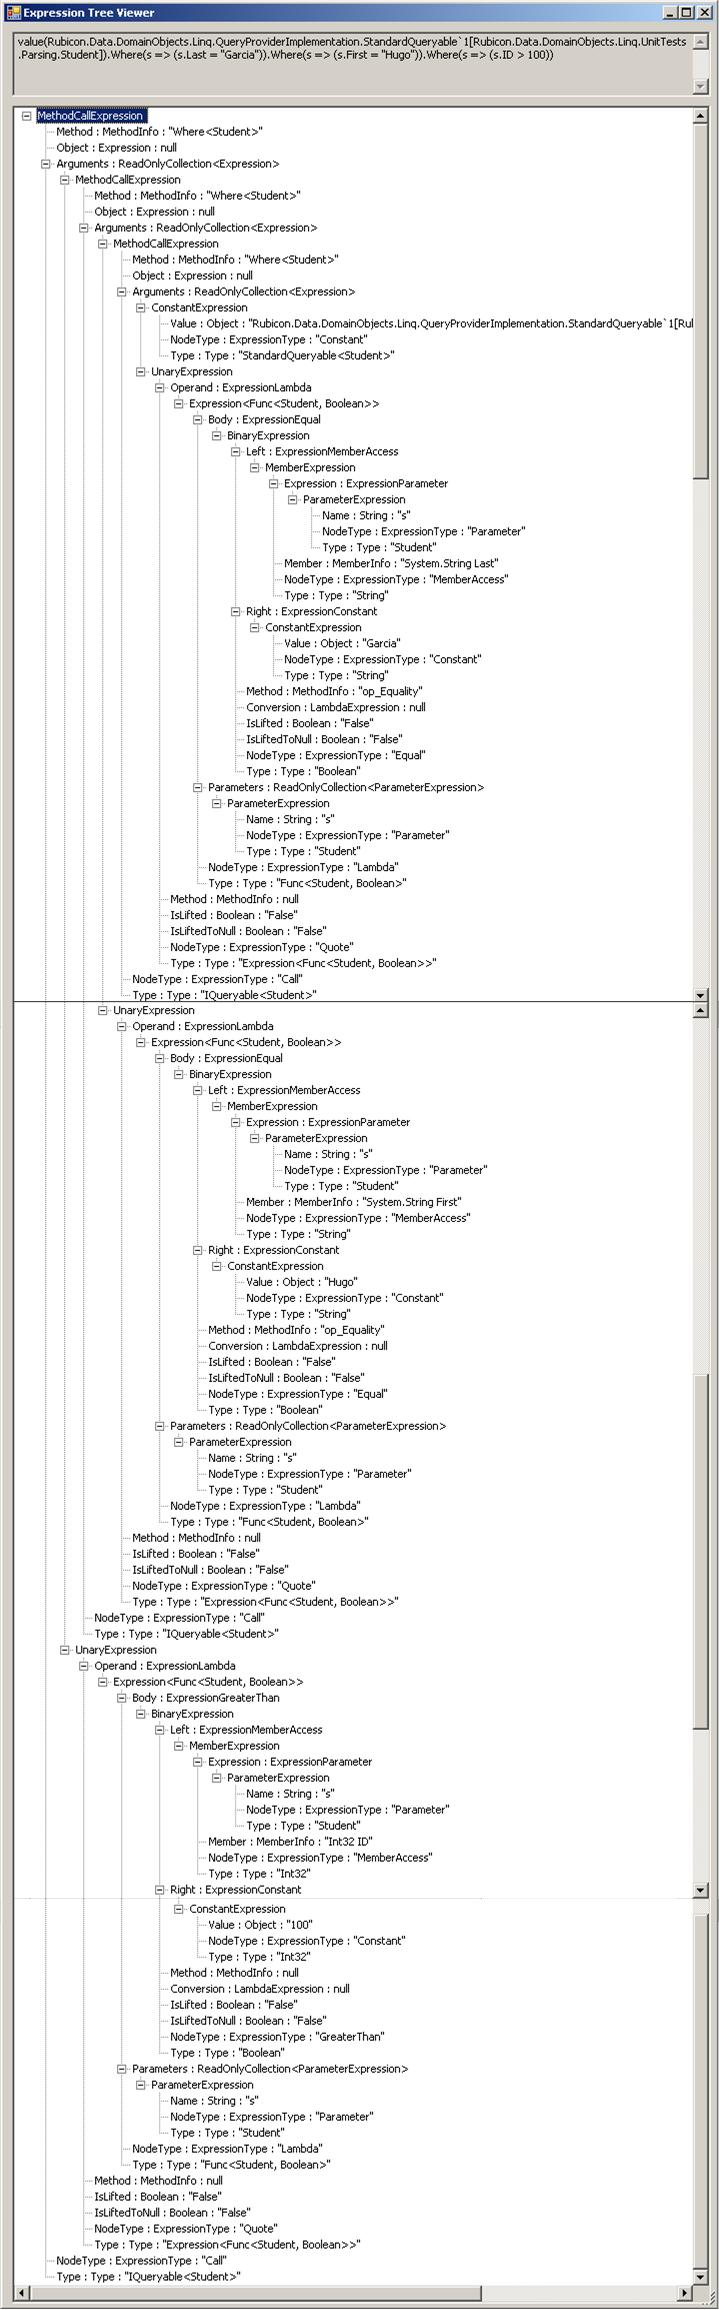 Expression Tree Viewer
value(Rubicon.Data.DomainObjects.Linq.QueryProviderImplementation.StandardQueryable`1[Rubicon.Data.DomainObjects.Linq.UnitTests
.Parsing.Student]).Where(s => (s.Last = "Garcia")).Where(s => (s.First = "Hugo")).Where(s => (s.ID > 100))
MethodCallExpression
Method : MethodInfo : "Where<Student>"
Object : Expression : null
Arguments : ReadOnlyCollection<Expression>
MethodCallExpression
Method : MethodInfo : "Where<Student>"
Object : Expression : null
Arguments : ReadOnlyCollection<Expression>
MethodCallExpression
Method : MethodInfo : "Where<Student>"
Object : Expression : null
Arguments : ReadOnlyCollection<Expression>
ConstantExpression
Value : Object : "Rubicon.Data.DomainObjects.Linq.QueryProviderImplementation.StandardQueryable`1[Rul
NodeType : ExpressionType : "Constant"
Type : Type : "StandardQueryable<Student>"
UnaryExpression
Operand : ExpressionLambda
Expression<Func<Student, Boolean>>
Body : ExpressionEqual
BinaryExpression
Left : ExpressionMemberAccess
MemberExpression
Expression : ExpressionParameter
ParameterExpression
Name : String : "s"
NodeType : ExpressionType : "Parameter"
Type : Type : "Student"
Member : MemberInfo : "System.String Last"
NodeType : ExpressionType : "MemberAccess"
Type : Type : "String"
Right : ExpressionConstant
ConstantExpression
Value : Object : "Garcia"
NodeType : ExpressionType : "Constant"
Type : Type : "String"
Method : MethodInfo : "op_Equality"
Conversion : LambdaExpression : null
IsLifted : Boolean : "False"
IsLiftedToNull : Boolean : "False"
NodeType : ExpressionType : "Equal"
Type : Type : "Boolean"
Parameters : ReadOnlyCollection<ParameterExpression>
ParameterExpression
Name : String : "s"
NodeType : ExpressionType : "Parameter"
Type : Type : "Student"
NodeType : ExpressionType : "Lambda"
Type : Type : "Func<Student, Boolean>"
Method : MethodInfo : null
IsLifted : Boolean : "False"
IsLiftedToNull : Boolean : "False"
NodeType : ExpressionType : "Quote"
Type : Type : "Expression<Func<Student, Boolean>>"
NodeType : ExpressionType : "Call"
Type : Type : "IQueryable<Student>"
UnaryExpression
Operand : ExpressionLambda
Expression<Func<Student, Boolean>>
Body : ExpressionEqual
BinaryExpression
Left : ExpressionMemberAccess
MemberExpression
Expression : ExpressionParameter
ParameterExpression
Name : String : "s"
NodeType : ExpressionType : "Parameter"
Type : Type : "Student"
Member : MemberInfo : "System.String First"
NodeType : ExpressionType : "MemberAccess"
Type : Type : "String"
Right : ExpressionConstant
ConstantExpression
Value : Object : "Hugo"
NodeType : ExpressionType : "Constant"
Type : Type : "String"
Method : MethodInfo : "op_Equality"
Conversion : LambdaExpression : null
IsLifted : Boolean : "False"
IsLiftedToNull : Boolean : "False"
NodeType : ExpressionType : "Equal"
Type : Type : "Boolean"
Parameters : ReadOnlyCollection<ParameterExpression>
ParameterExpression
Name : String : "s"
NodeType : ExpressionType : "Parameter"
Type : Type : "Student"
NodeType : ExpressionType : "Lambda"
Type : Type : "Func<Student, Boolean>"
Method : MethodInfo : null
IsLifted : Boolean : "False"
IsLiftedToNull : Boolean : "False"
NodeType : ExpressionType : "Quote"
Type : Type : "Expression<Func<Student, Boolean>>"
NodeType : ExpressionType : "Call"
Type : Type : "IQueryable<Student>"
UnaryExpression
Operand : ExpressionLambda
Expression<Func<Student, Boolean>>
Body : ExpressionGreaterThan
BinaryExpression
Left : ExpressionMemberAccess
MemberExpression
Expression : ExpressionParameter
ParameterExpression
Name : String : "s"
NodeType : ExpressionType : "Parameter"
Type : Type : "Student"
Member : MemberInfo : "Int32 ID"
NodeType : ExpressionType : "MemberAccess"
Type : Type : "Int32"
Right : ExpressionConstant
ConstantExpression
Value : Object : "100"
NodeType : ExpressionType : "Constant"
Type : Type : "Int32"
Method : MethodInfo : null
Conversion : LambdaExpression : null
IsLifted : Boolean : "False"
IsLiftedToNull : Boolean : "False"
NodeType : ExpressionType : "GreaterThan"
Type : Type : "Boolean"
Parameters : ReadOnlyCollection<ParameterExpression>
ParameterExpression
Name : String : "s"
NodeType : ExpressionType : "Parameter"
Type : Type : "Student"
NodeType : ExpressionType : "Lambda"
Type : Type : "Func<Student, Boolean>"
Method : MethodInfo : null
IsLifted : Boolean : "False"
IsLiftedToNull : Boolean : "False"
NodeType : ExpressionType : "Quote"
Type : Type : "Expression<Func<Student, Boolean>>"
NodeType : ExpressionType : "Call"
Type : Type : "IQueryable<Student>"